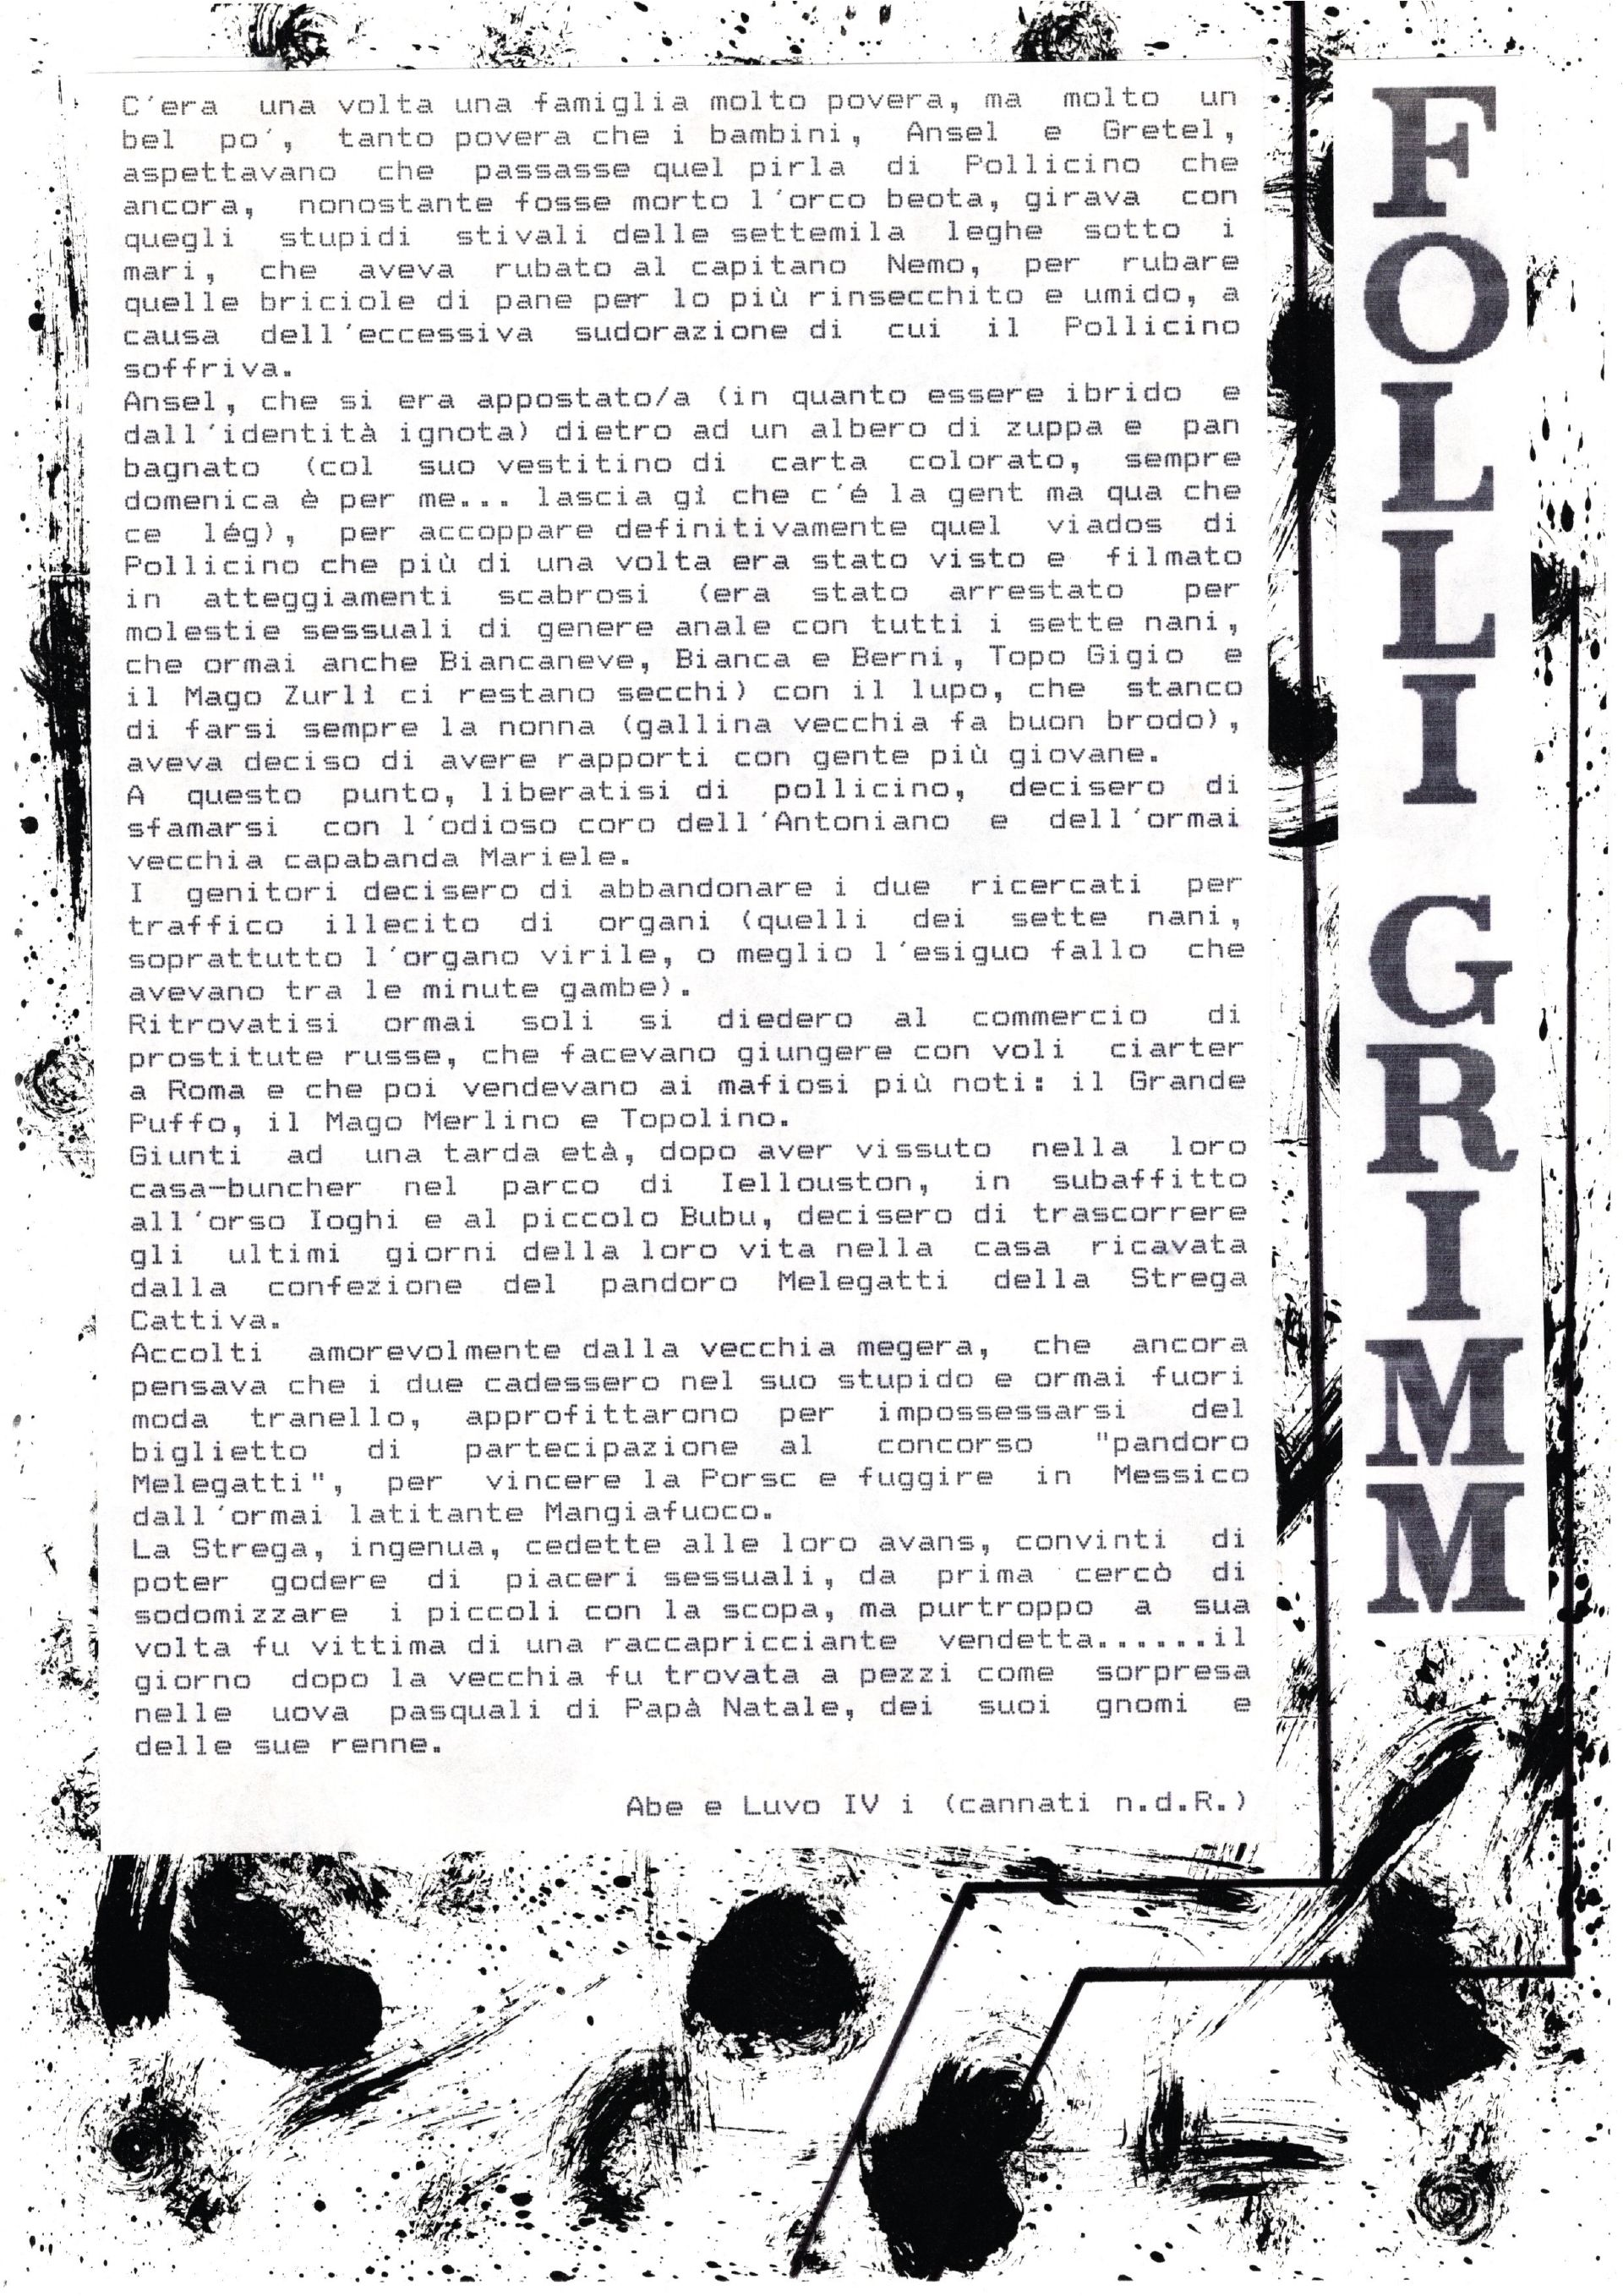 FOLLI GRIMM
C'era una volta una famiglia molto povera, ma molto un
bel po', tanto povera che i bambini, Ansel e Gretel,
aspettavano che passasse quel pirla di Pollicino che
ancora, nonostante fosse morto l'orco beota, girava con
quegli stupidi stivali delle settemila leghe sotto i
mari, che aveva rubato al capitano Nemo, per rubare
quelle briciole di pane per lo più rinsecchito e umido, a
causa dell'eccessiva sudorazione di cui il Pollicino
soffriva.
Ansel, che si era appostato/a (in quanto essere ibrido e
dall'identità ignota) dietro ad un albero di zuppa e pan
bagnato (col suo vestitino di carta colorato, sempre
domenica è per me... lascia gì che c'é la gent ma qua che
ce lég), per accoppare definitivamente quel viados di
Pollicino che più di una volta era stato visto e filmato
in atteggiamenti scabrosi (era stato arrestato per
molestie sessuali di genere anale con tutti i sette nani,
che ormai anche Biancaneve, Bianca e Berni, Topo Gigio e
il Mago Zurlì ci restano secchi) con il lupo, che stanco
di farsi sempre la nonna (gallina vecchia fa buon brodo),
aveva deciso di avere rapporti con gente più giovane.
A questo punto, liberatisi di pollicino, decisero di
sfamarsi con l'odioso coro dell'Antoniano e dell'ormai
vecchia capabanda Mariele.
I genitori decisero di abbandonare i due ricercati per
traffico illecito di organi (quelli dei sette nani,
soprattutto l'organo virile, o meglio l'esiguo fallo che
avevano tra le minute gambe).
Ritrovatisi ormai soli si diedero al commercio di
prostitute russe, che facevano giungere con voli ciarter
a Roma e che poi vendevano ai mafiosi più noti: il Grande
Puffo, il Mago Merlino e Topolino.
Giunti ad una tarda età, dopo aver vissuto nella loro
casa-buncher nel parco di Iellouston, in subaffitto
all'orso Ioghi e al piccolo Bubu, decisero di trascorrere
gli ultimi giorni della loro vita nella casa ricavata
dalla confezione del pandoro Melegatti della Strega
Cattiva.
Accolti amorevolmente dalla vecchia megera, che ancora
pensava che i due cadessero nel suo stupido e ormai fuori
moda tranello, approfittarono per impossessarsi del
biglietto di partecipazione al concorso "pandoro
Melegatti", per vincere la Porsc e fuggire in Messico
dall'ormai latitante Mangiafuoco.
La Strega, ingenua, cedette alle loro avans, convinti di
poter godere di piaceri sessuali, da prima cercò di
sodomizzare i piccoli con la scopa, ma purtroppo a sua
volta fu vittima di una raccapricciante vendetta......il
giorno dopo la vecchia fu trovata a pezzi come sorpresa
nelle uova pasquali di Papà Natale, dei suoi gnomi e
delle sue renne.
Abe e Luvo IV i (cannati n.d.R.)